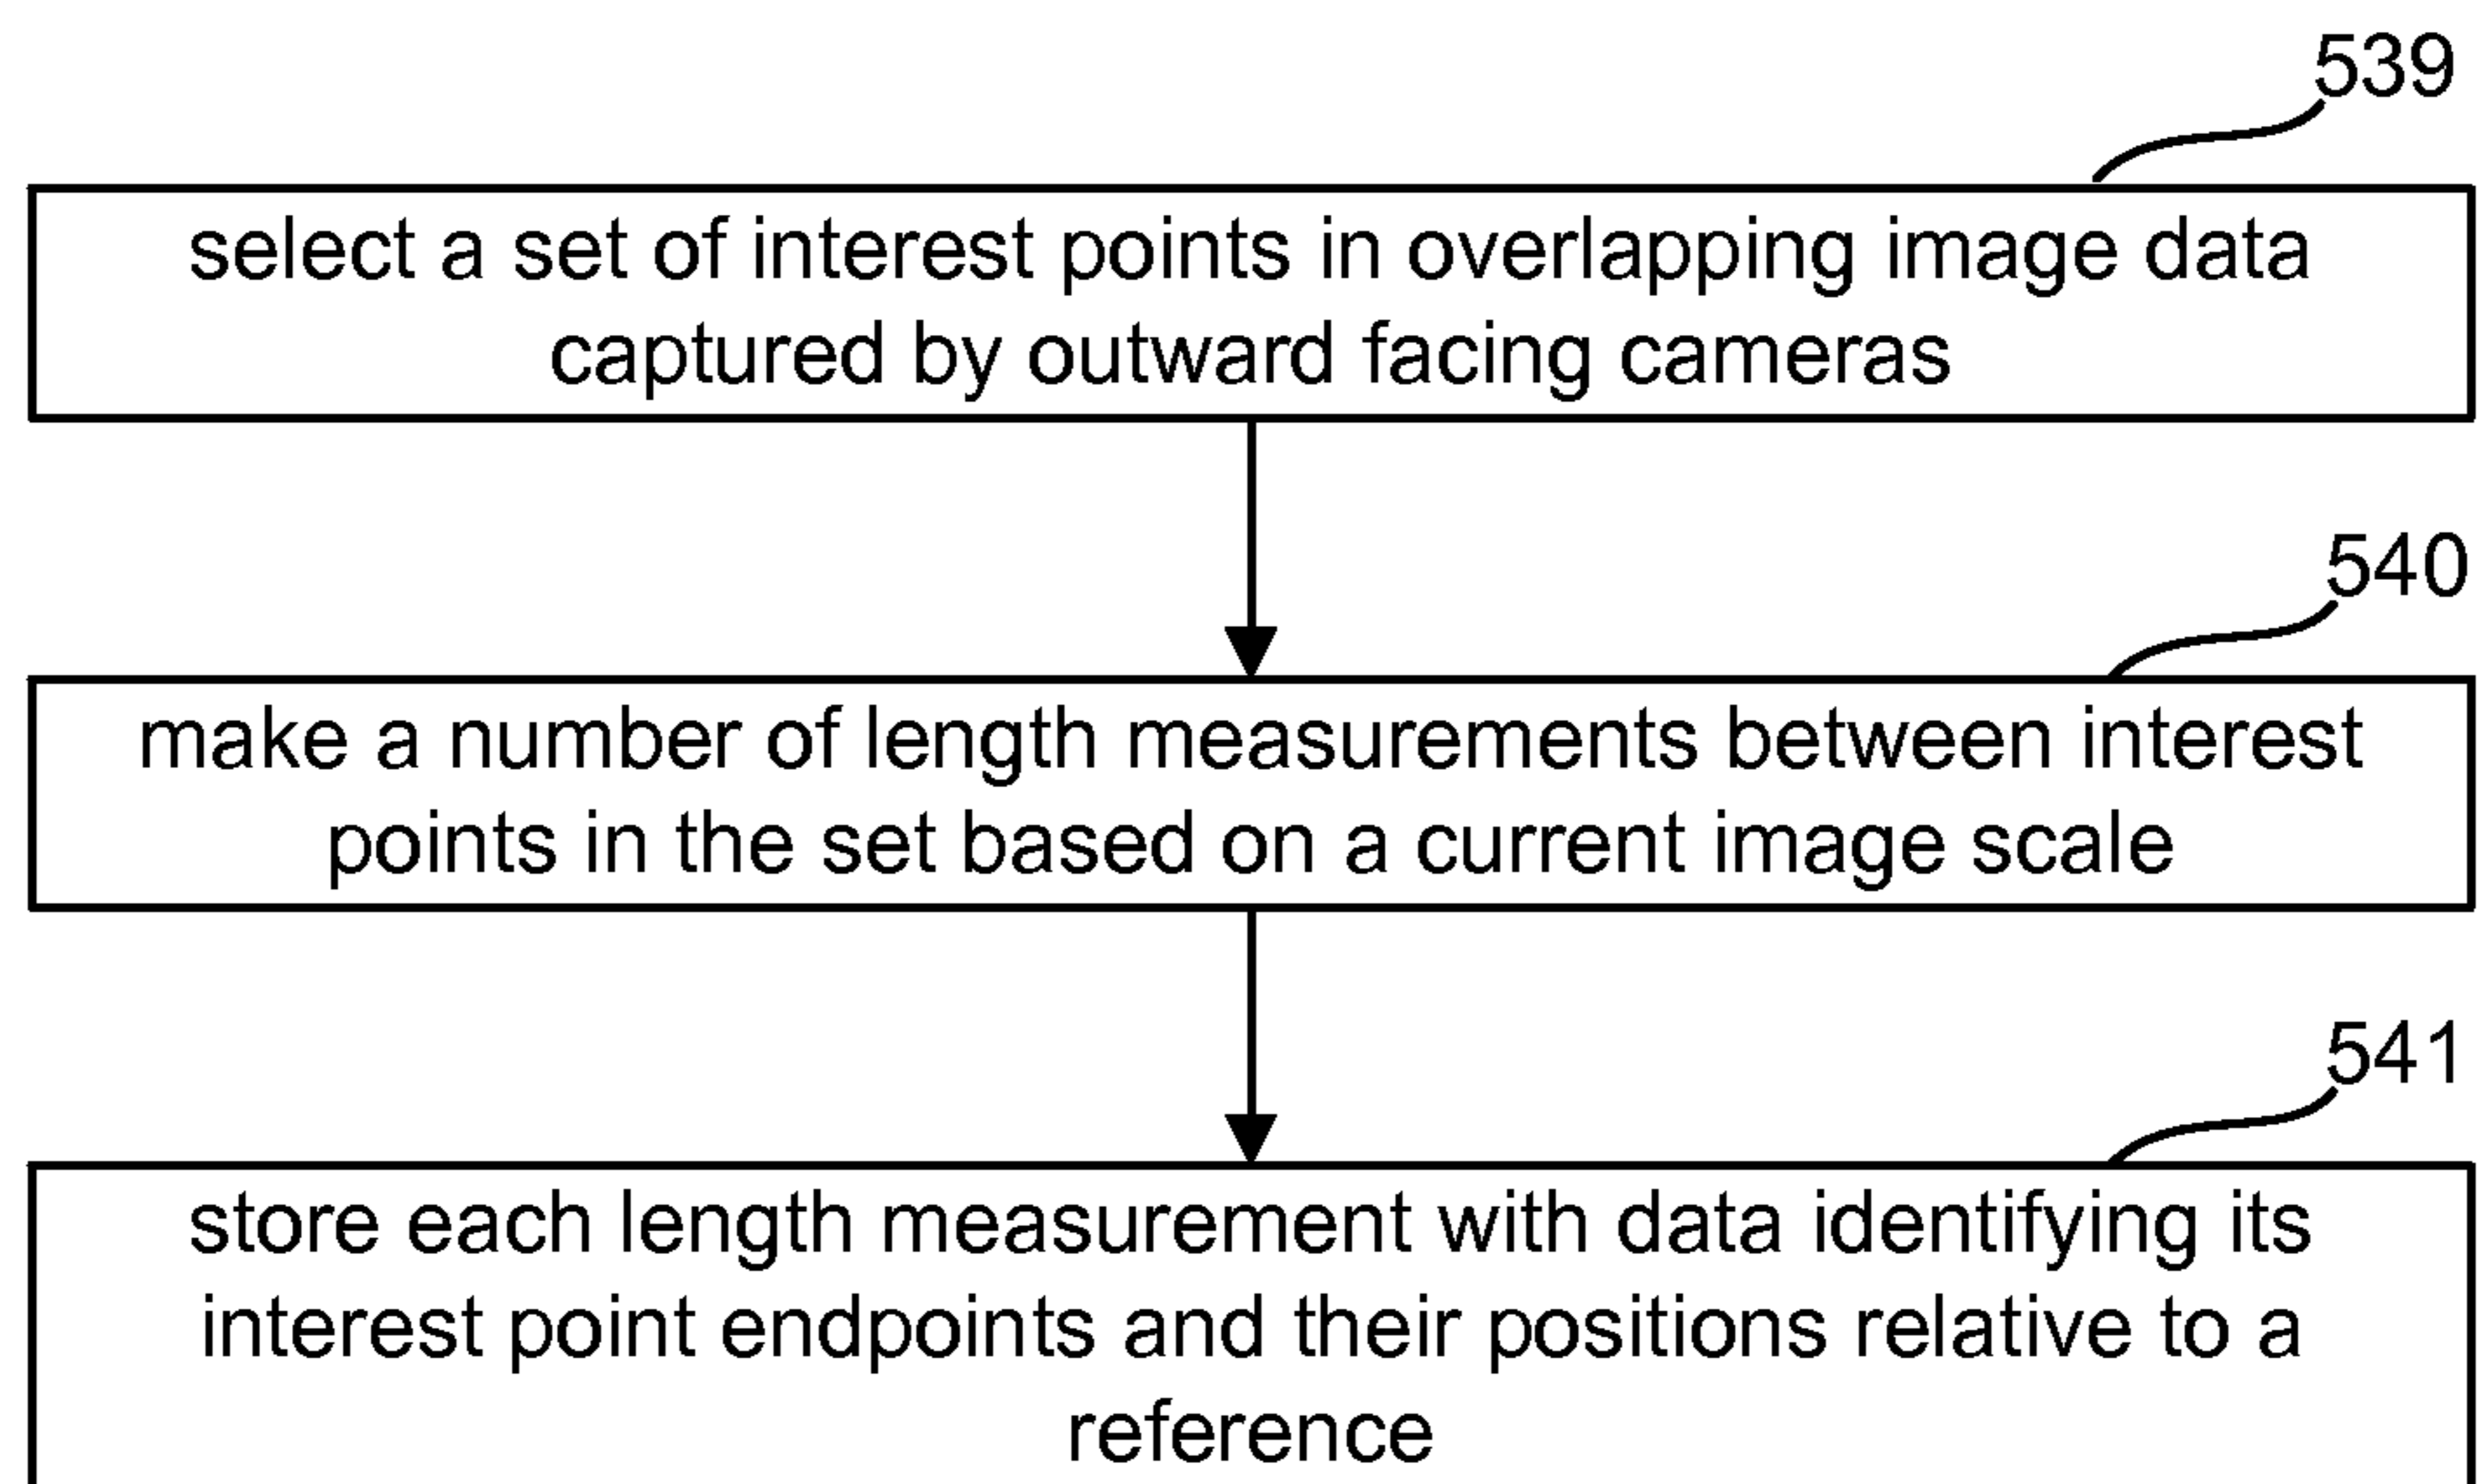 539
select a set of interest points in overlapping image data
captured by outward facing cameras
540
make a number of length measurements between interest
points in the set based on a current image scale
541
store each length measurement with data identifying its
interest point endpoints and their positions relative to a
reference